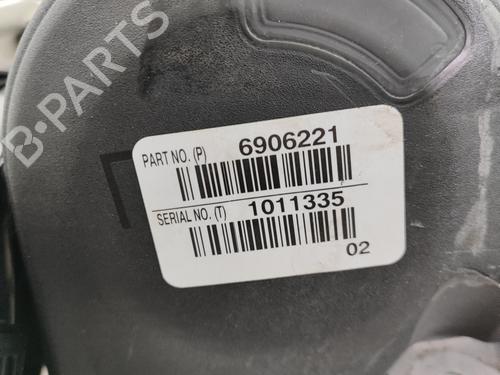 B-PARTS
PART NO. (P) 6906221
SERIAL NO. (T) 1011335
02